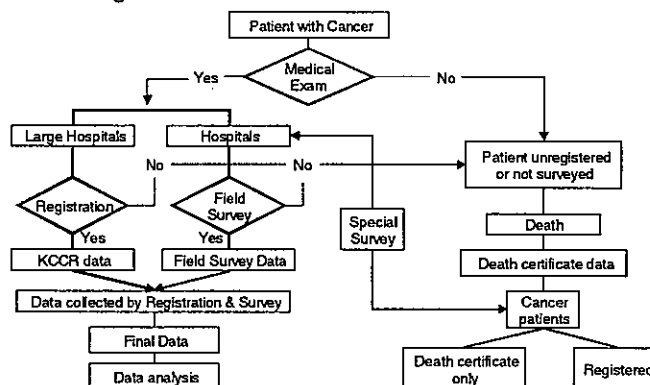 Patient with Cancer
Yes
Medical
Exam
No
Large Hospitals
Hospitals
No
No
Patient unregistered
or not surveyed
Registration
Field
Survey
Special
Survey
Death
Yes
Yes
KCCR data
Field Survey Data
Death certificate data
Data collected by Registration & Survey
Cancer
patients
Final Data
Death certificate
only
Registered
Data analysis